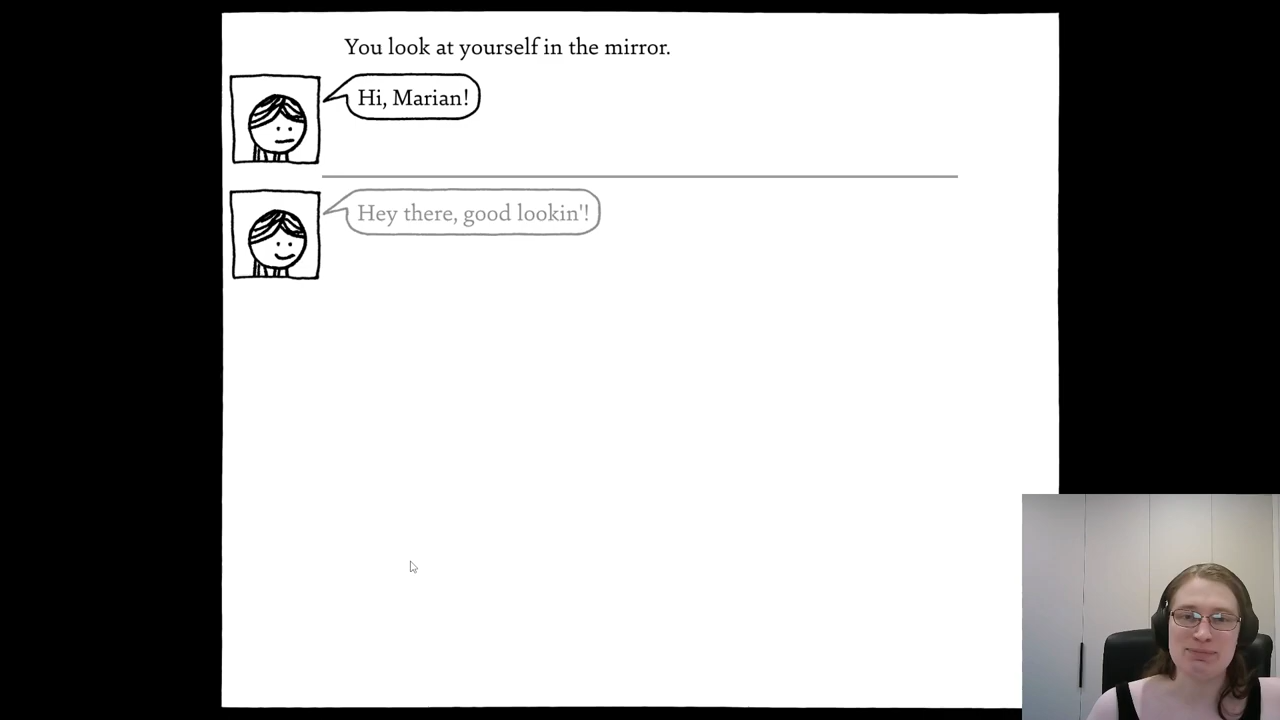 You look at yourself in the mirror.
Hi, Marian!
Hey there, good lookin'!